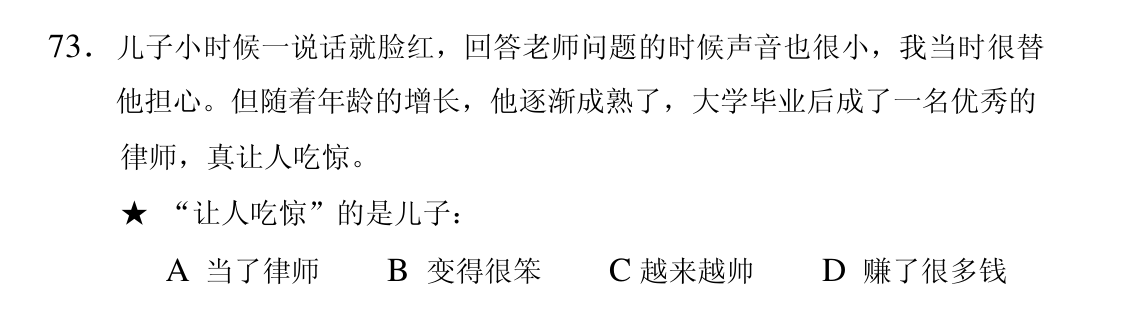 73． 儿子小时候一说话就脸红，回答老师问题的时候声音也很小，我当时很替
他担心。但随着年龄的增长，他逐渐成熟了，大学毕业后成了一名优秀的
律师，真让人吃惊。
★ “让人吃惊”的是儿子：
A 当了律师 B 变得很笨 C 越来越帅 D 赚了很多钱